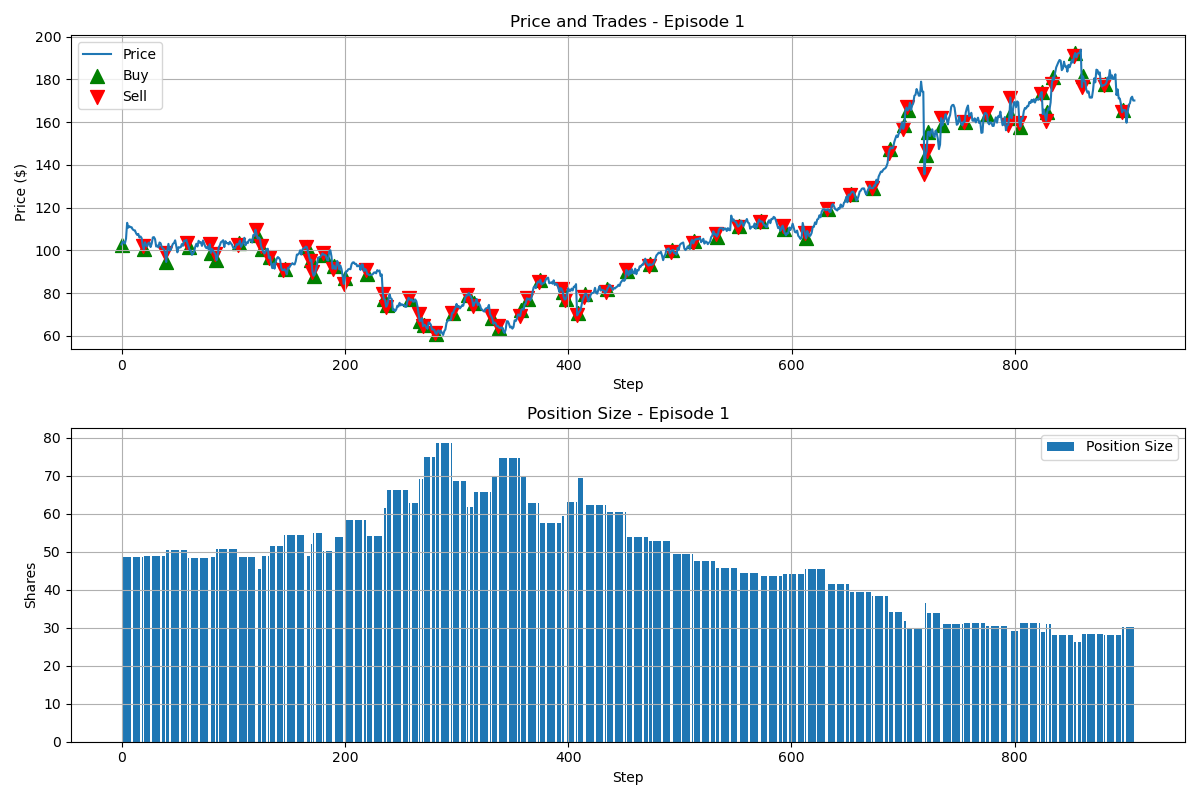 Price and Trades - Episode 1
Price
Buy
Sell
Price ($)
200
180
160
140
120
100
80
60
0
200
400
600
800
Step
Position Size - Episode 1
Position Size
Shares
80
70
60
50
40
30
20
10
0
0
200
400
600
800
Step